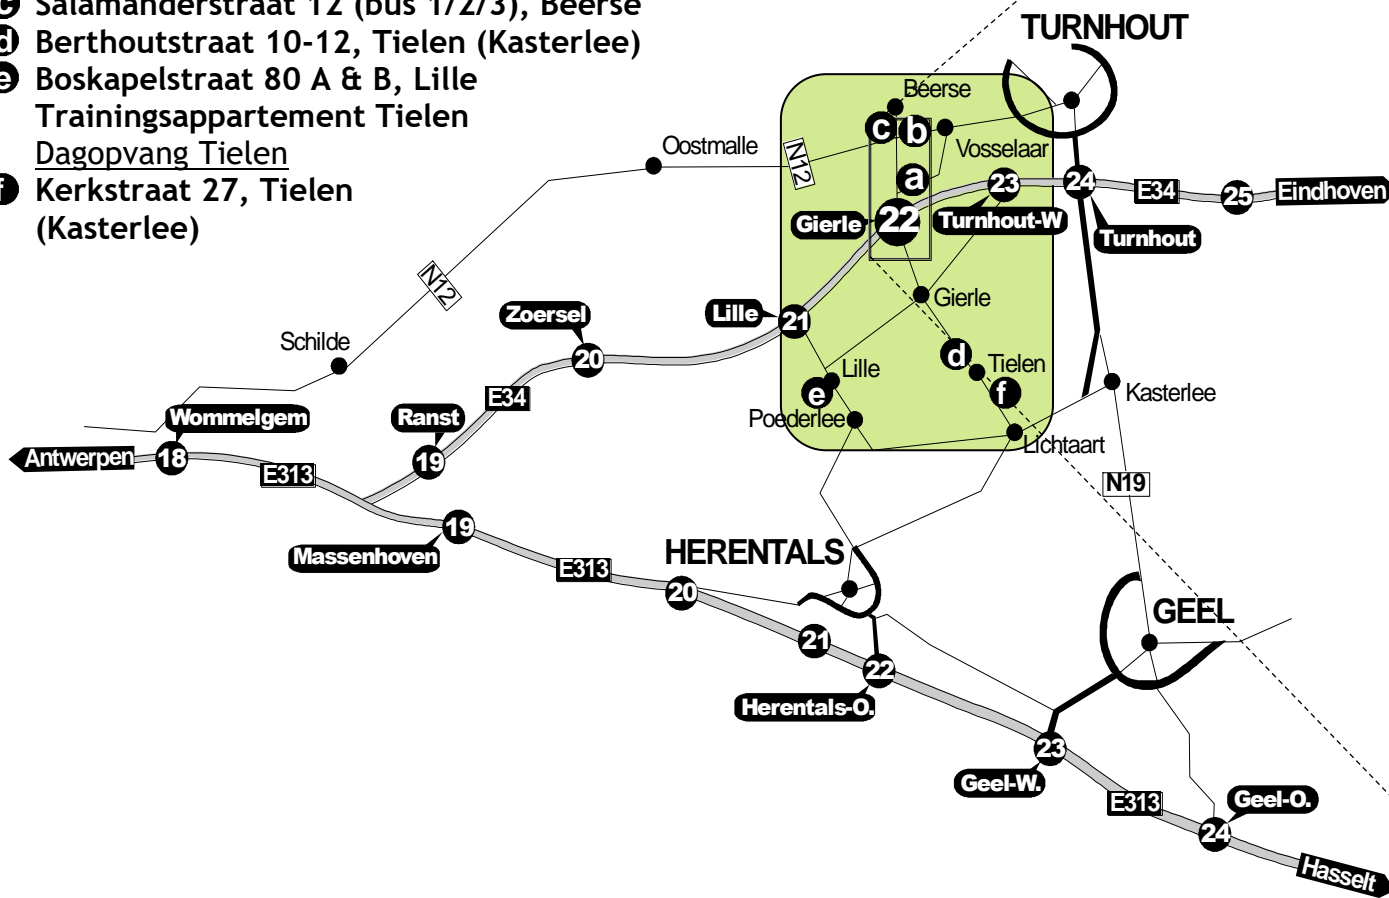 c Salamanderstraat 12 (bus 1/2/3), Beerse
d Berthoutstraat 10-12, Tielen (Kasterlee)
e Boskapelstraat 80 A & B, Lille
Trainingsappartement Tielen
Dagopvang Tielen
f Kerkstraat 27, Tielen
(Kasterlee)
TURNHOUT
Beerse
c b
Oostmalle
N12
Vosselaar
a
23
24
E34
25
Eindhoven
Gierle
22
Turnhout-W
Turnhout
N12
Gierle
Zoersel
Lille
21
Schilde
20
d
Tielen
Lille
e
f
E34
Kasterlee
Wommelgem
Ranst
Poederlee
Lichtaart
Antwerpen
18
19
E313
N19
19
Massenhoven
HERENTALS
E313
20
GEEL
21
22
Herentals-O.
23
Geel-W.
E313
Geel-O.
24
Hasselt